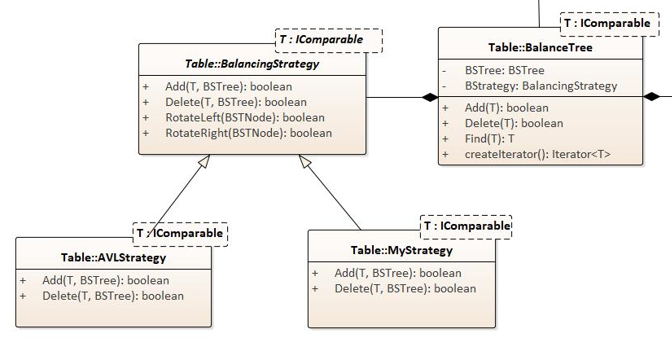 T : IComparable
Table::BalancingStrategy
+ Add(T, BSTree): boolean
+ Delete(T, BSTree): boolean
+ RotateLeft(BSTNode): boolean
+ RotateRight(BSTNode): boolean
T : IComparable
Table::BalanceTree
- BSTree: BSTree
- BStrategy: BalancingStrategy
+ Add(T): boolean
+ Delete(T): boolean
+ Find(T): T
+ createIterator(): Iterator<T>
T : IComparable
Table::AVLStrategy
+ Add(T, BSTree): boolean
+ Delete(T, BSTree): boolean
T : IComparable
Table::MyStrategy
+ Add(T, BSTree): boolean
+ Delete(T, BSTree): boolean